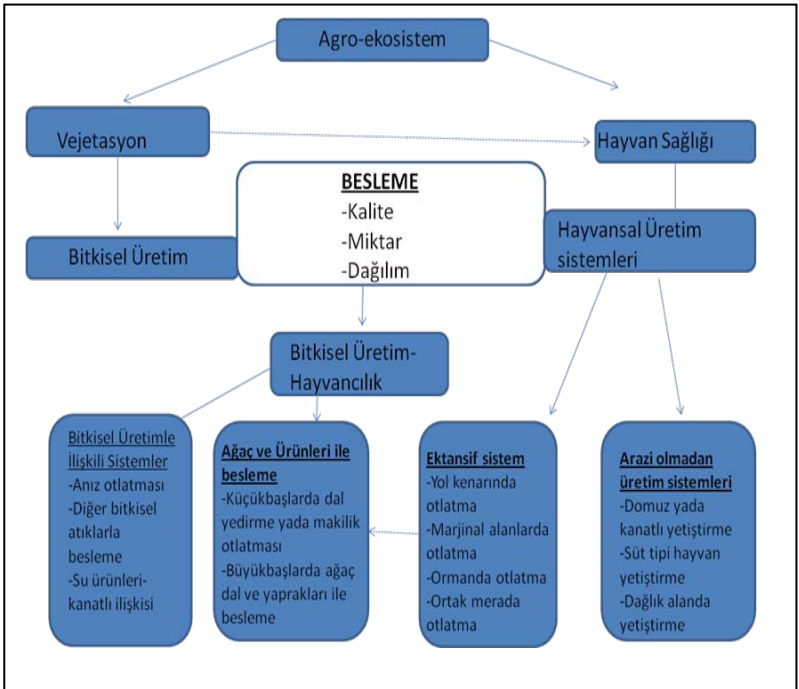 Agro-ekosistem
Vejetasyon
Hayvan Sağlığı
BESLEME
-Kalite
-Miktar
-Dağılım
Bitkisel Üretim
Hayvansal Üretim
sistemleri
Bitkisel Üretim-
Hayvancılık
Bitkisel Üretimle
İlişkili Sistemler
-Anız otlatması
-Diğer bitkisel
atıklarla
besleme
-Su ürünleri-
kanatlı ilişkisi
Ağaç ve Ürünleri ile
besleme
-Küçükbaşlarda dal
yedirme yada makilik
otlatması
-Büyükbaşlarda ağaç
dal ve yaprakları ile
besleme
Ektansif sistem
-Yol kenarında
otlatma
-Marjinal alanlarda
otlatma
-Ormanda otlatma
-Ortak merada
otlatma
Arazi olmadan
üretim sistemleri
-Domuz yada
kanatlı yetiştirme
-Süt tipi hayvan
yetiştirme
-Dağlık alanda
yetiştirme